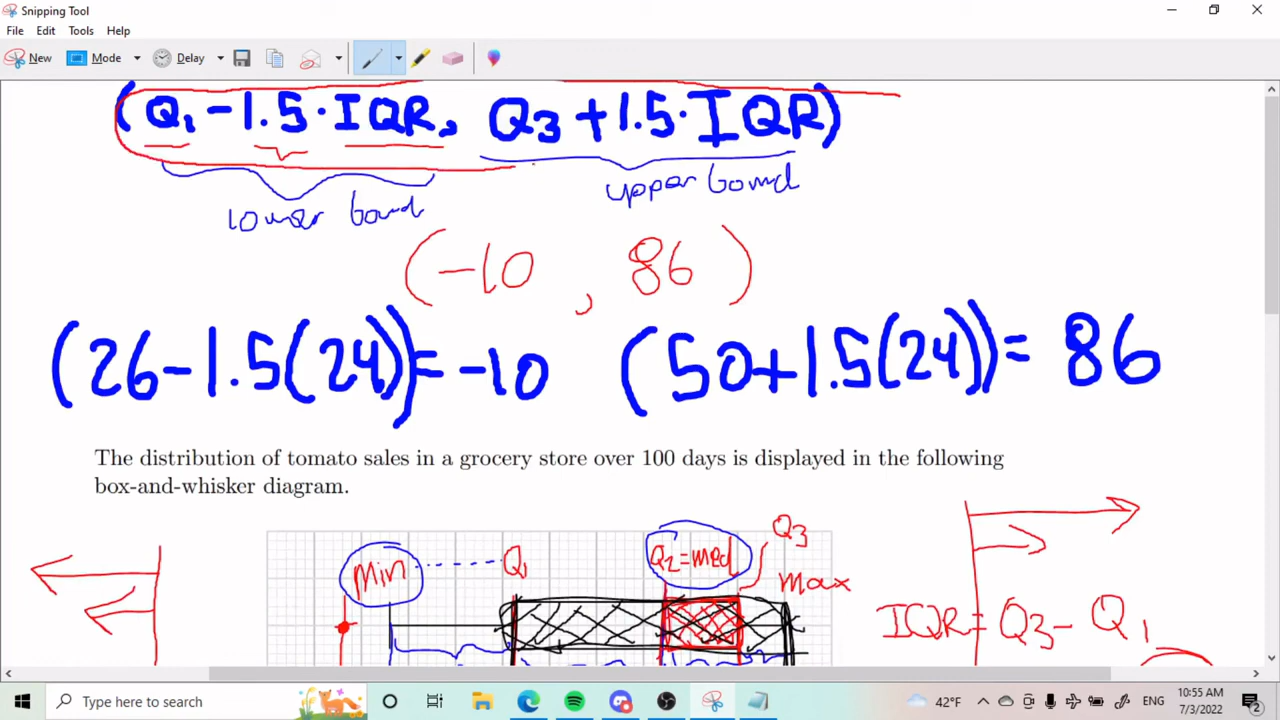 Snipping Tool
File Edit Tools Help
New Mode Delay
(Q₁ - 1.5 · IQR, Q3 + 1.5 · IQR)
lower bound upper bound
(-10, 86)
(26-1.5(24))= -10 (50+1.5(24))= 86
The distribution of tomato sales in a grocery store over 100 days is displayed in the following
box-and-whisker diagram.
Min Q₁ Q2=med Q3
max
IQR= Q3- Q₁
Type here to search 42°F ENG 10:55 AM
7/3/2022 2